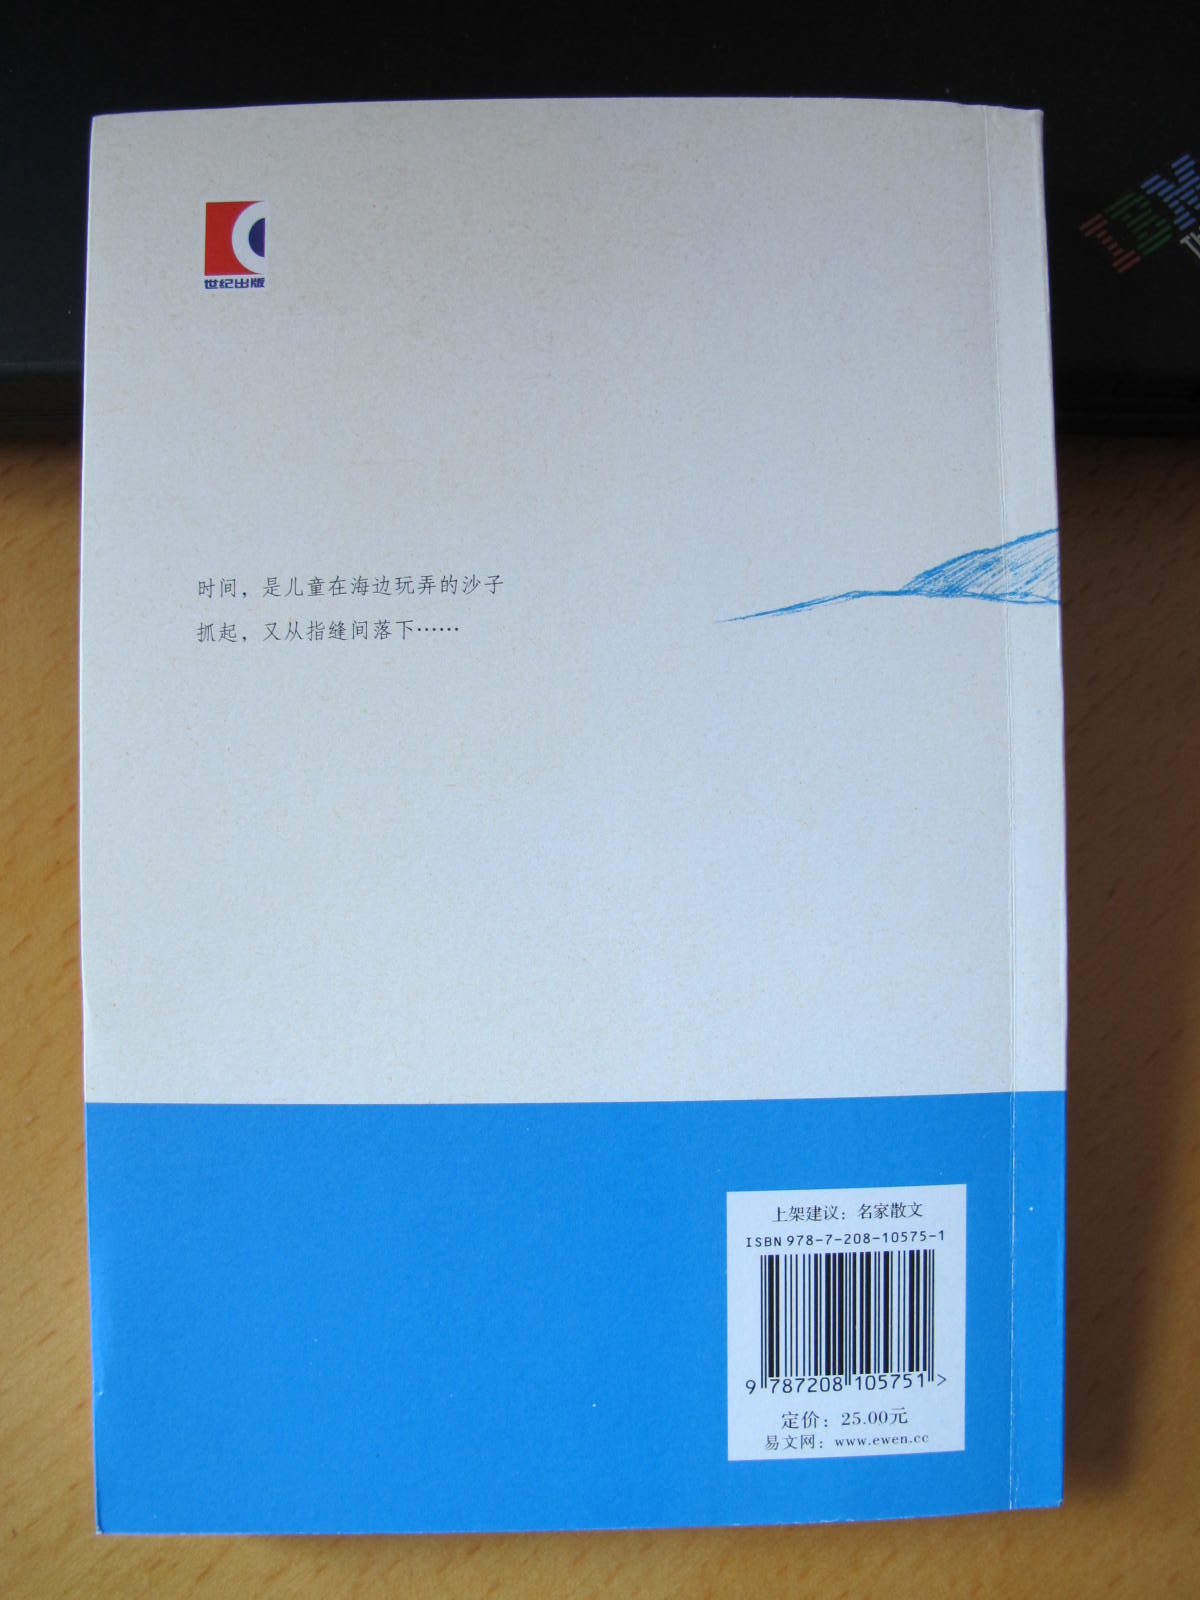 世纪出版
时间，是儿童在海边玩弄的沙子
抓起，又从指缝间落下……
上架建议：名家散文
ISBN 978-7-208-10575-1
9 787208 105751 >
定价：25.00元
易文网：www.ewen.cc